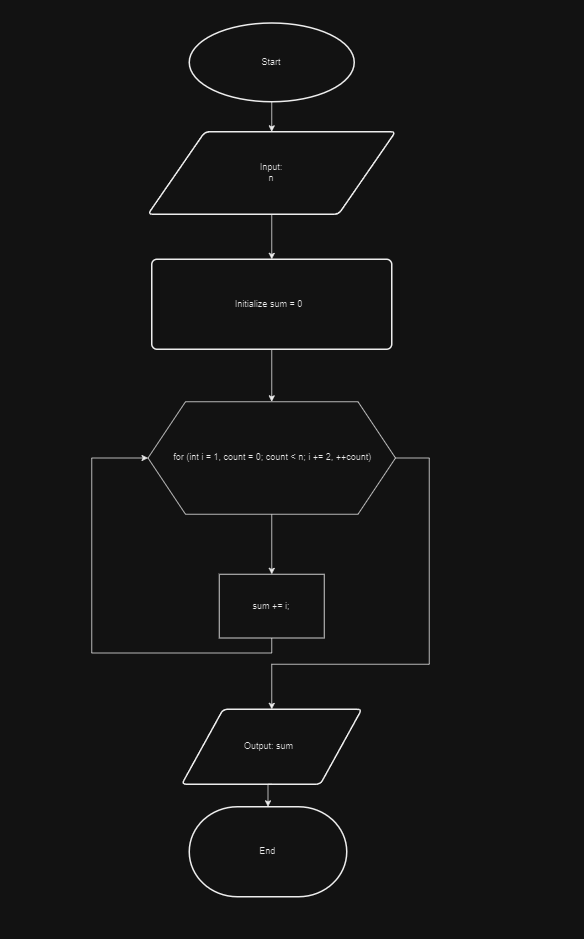 Start
Input:
n
Initialize sum = 0
for (int i = 1, count = 0; count < n; i += 2, ++count)
sum += i;
Output: sum
End